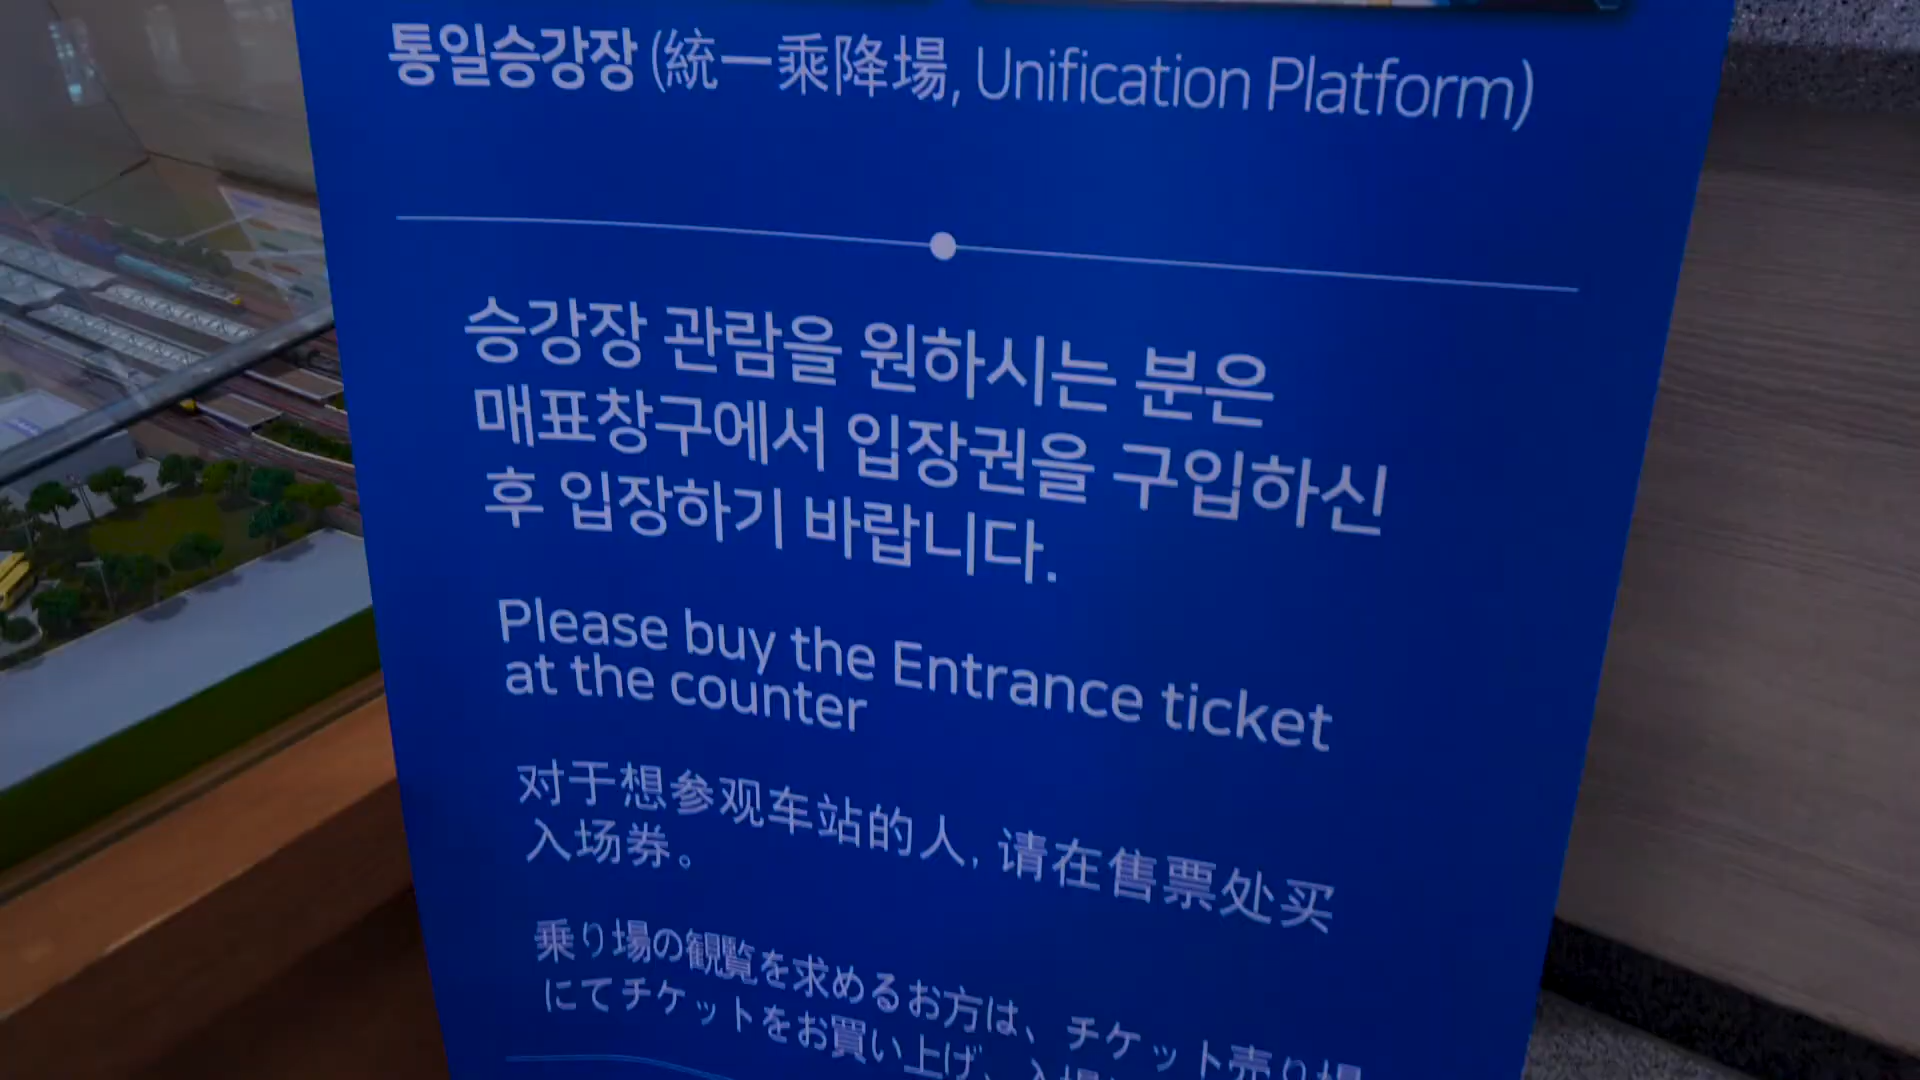 통일승강장 (統一乘降場, Unification Platform)
승강장 관람을 원하시는 분은
매표창구에서 입장권을 구입하신
후 입장하기 바랍니다.
Please buy the Entrance ticket
at the counter
对于想参观车站的人, 请在售票处买
入场券。
乗り場の観覧を求めるお方は、チケット売り場
にてチケットをお買い上げ、入場